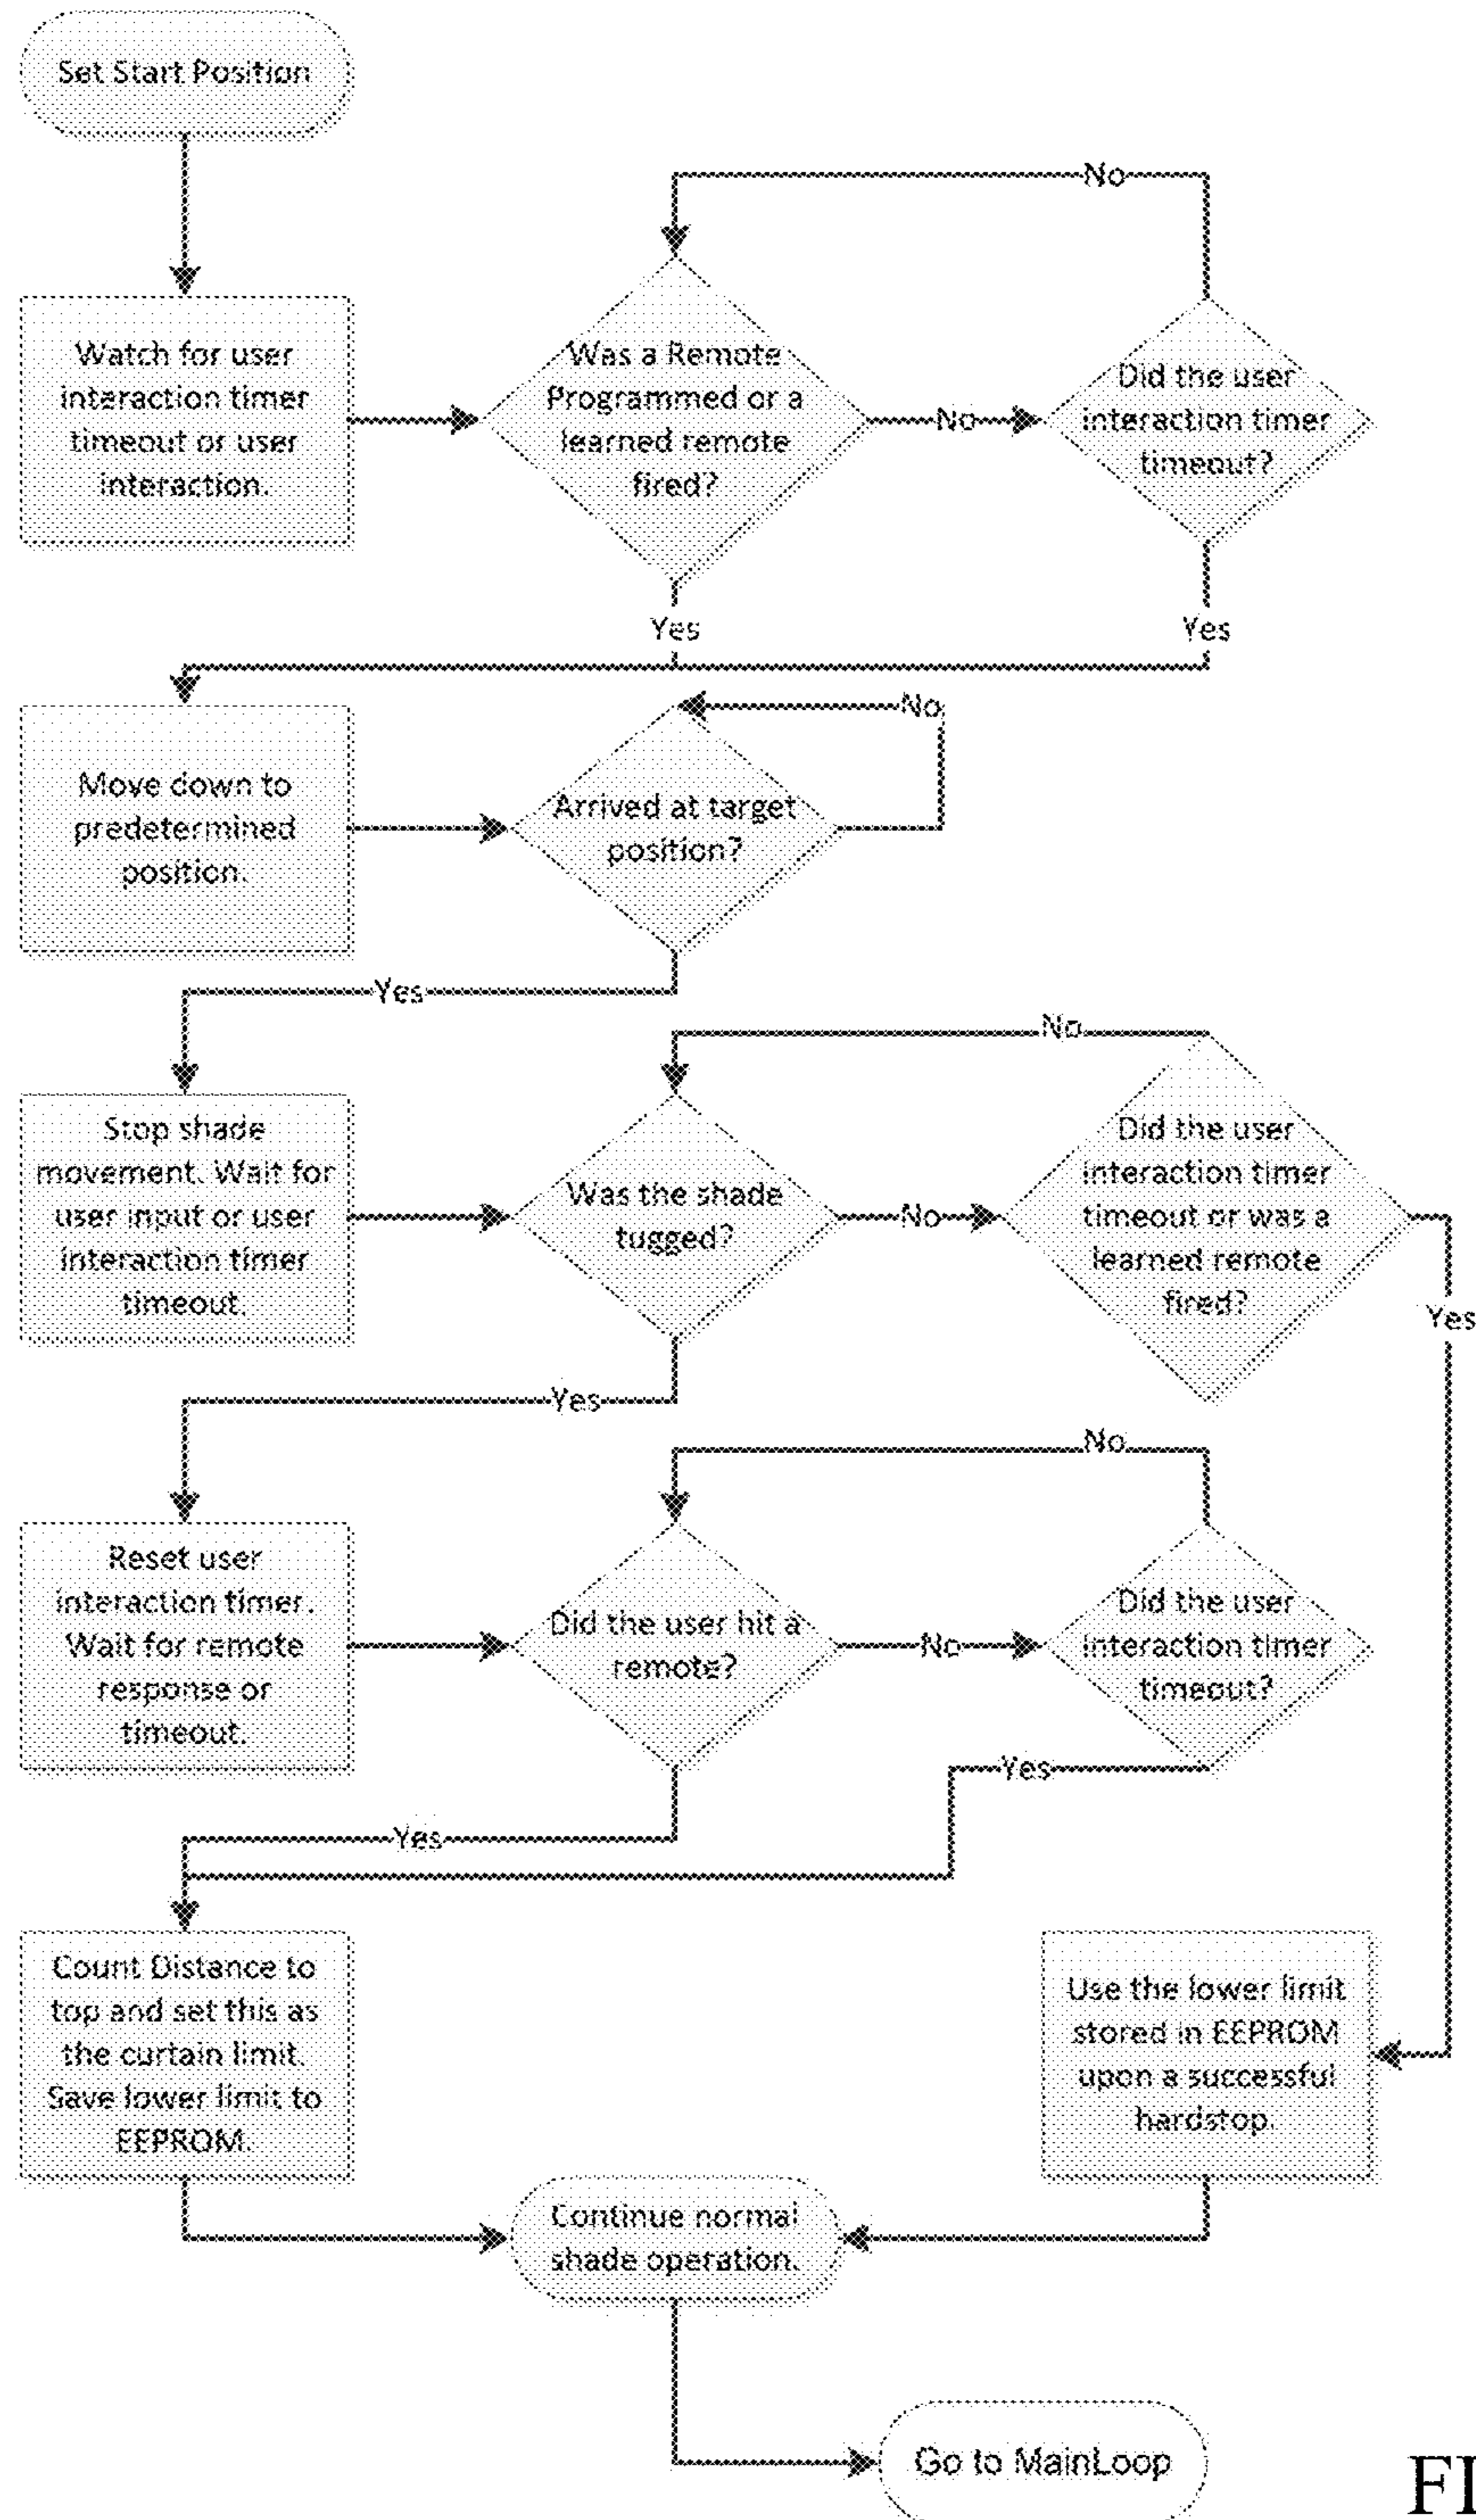 Set Start Position
No
Watch for user
interaction timer
timeout or user
interaction.
Was a Remote
Programmed or a
learned remote
fired?
No
Did the user
interaction timer
timeout?
Yes
Yes
Move down to
predetermined
position.
Arrived at target
position?
No
Yes
No
Stop shade
movement. Wait for
user input or user
interaction timer
timeout.
Was the shade
tugged?
No
Did the user
interaction timer
timeout or was a
learned remote
fired?
Yes
Yes
No
Reset user
interaction timer.
Wait for remote
response or
timeout.
Did the user hit a
remote?
No
Did the user
interaction timer
timeout?
Yes
Yes
Count Distance to
top and set this as
the curtain limit.
Save lower limit to
EEPROM.
Use the lower limit
stored in EEPROM
upon a successful
hardstop.
Continue normal
shade operation.
Go to MainLoop